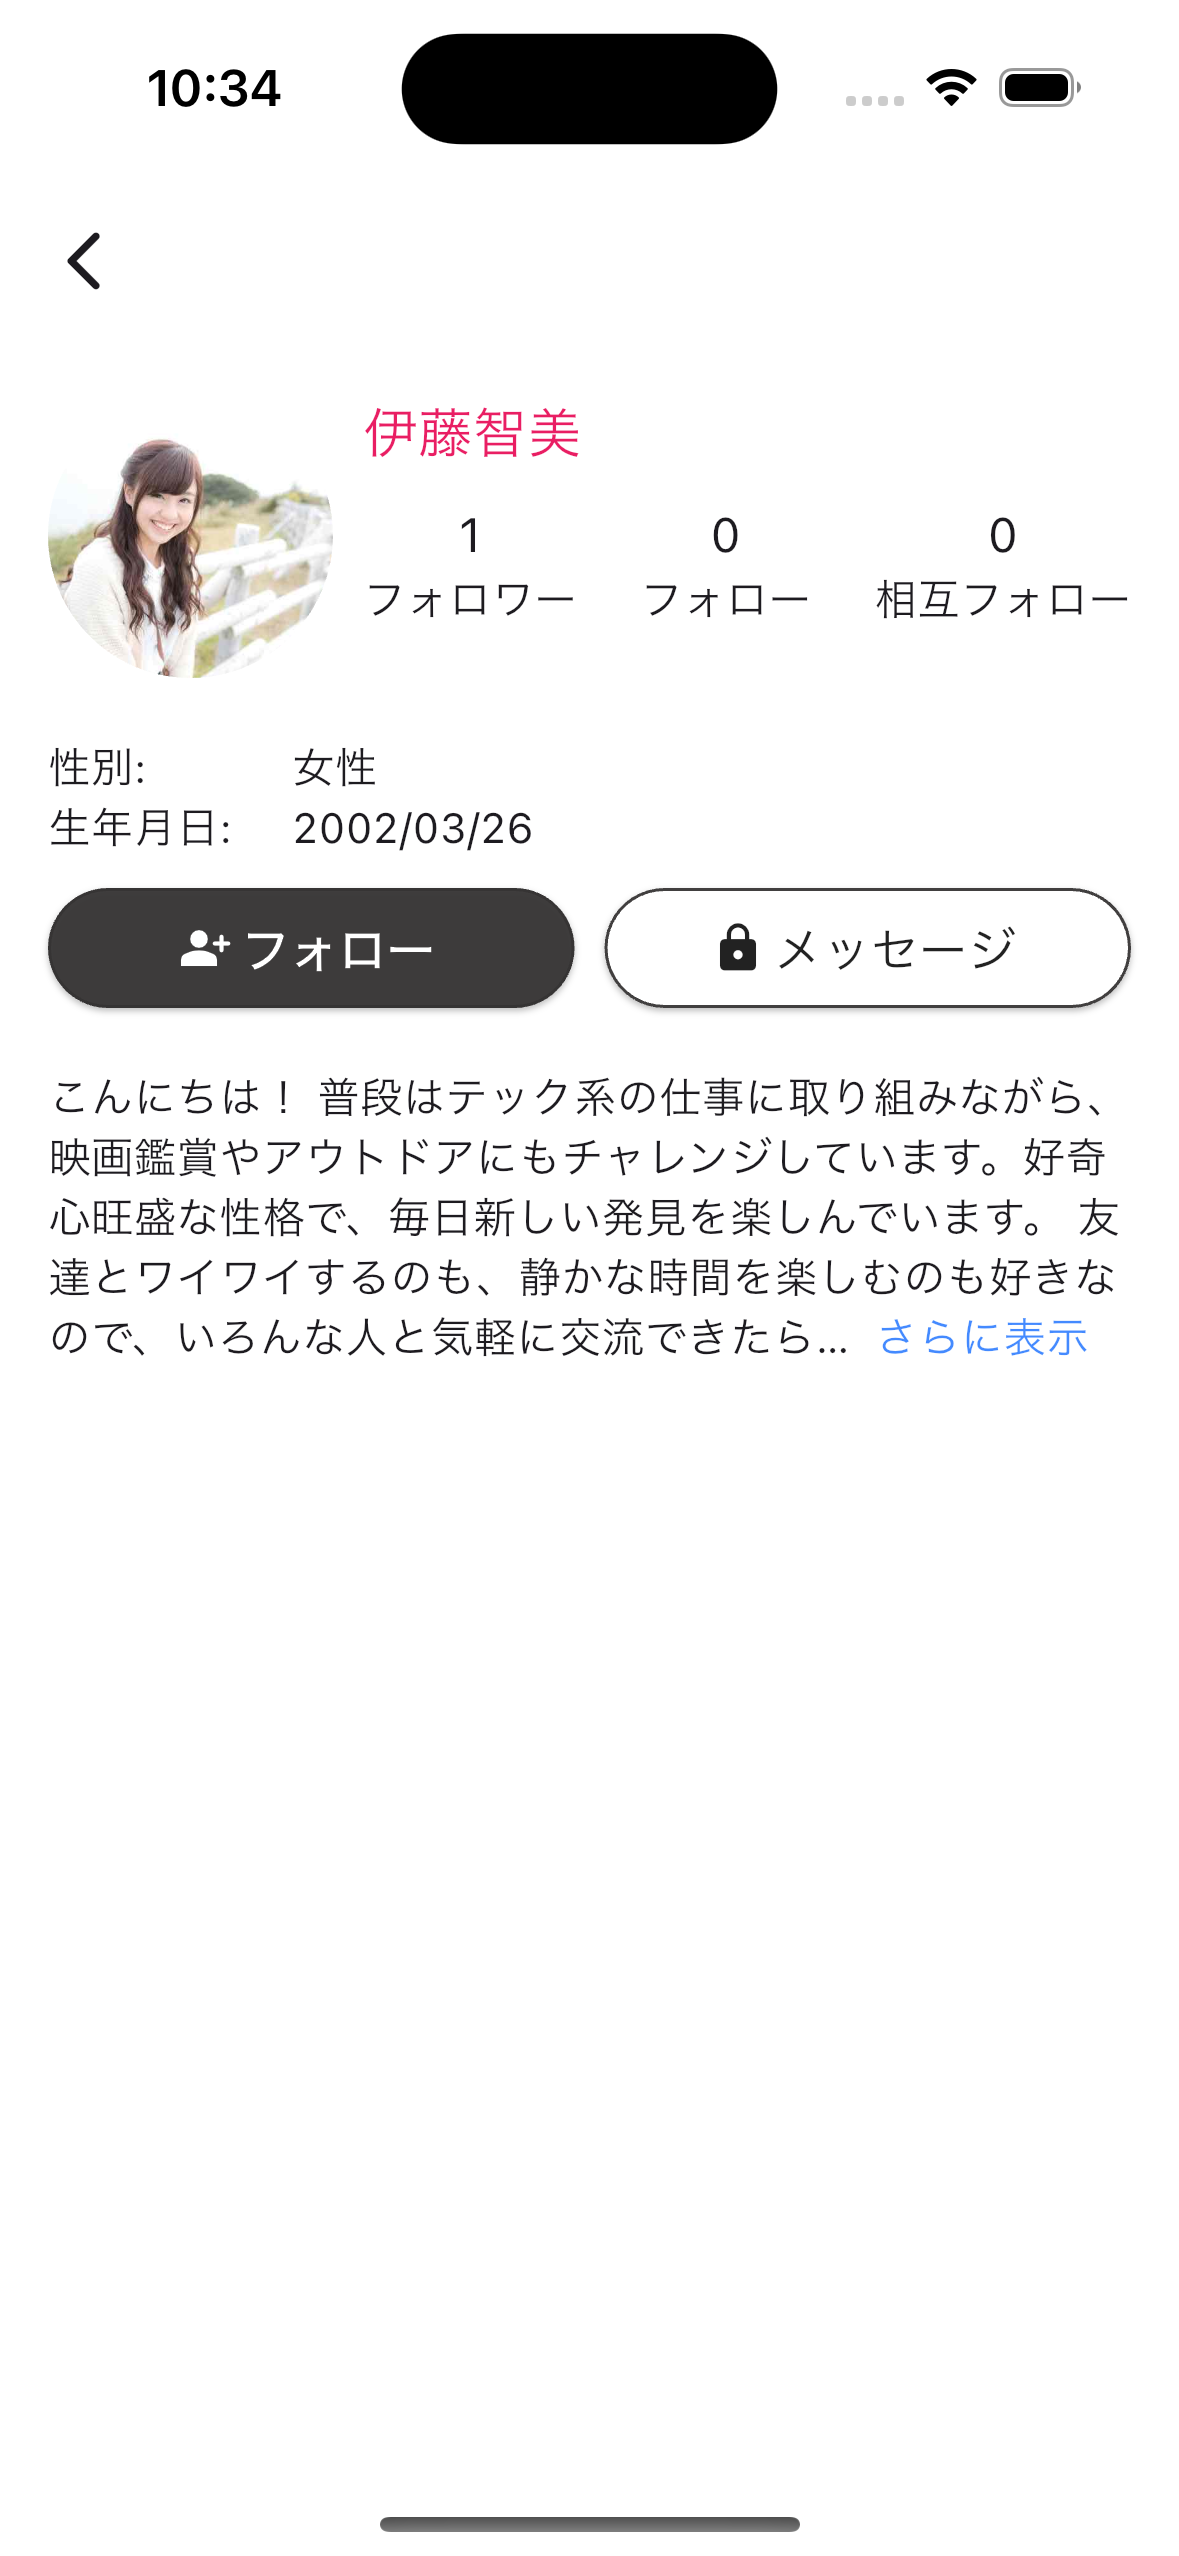 10:34
伊藤智美
1 0 0
フォロワー フォロー 相互フォロー
性別: 女性
生年月日: 2002/03/26
フォロー メッセージ
こんにちは！ 普段はテック系の仕事に取り組みながら、
映画鑑賞やアウトドアにもチャレンジしています。好奇
心旺盛な性格で、毎日新しい発見を楽しんでいます。 友
達とワイワイするのも、静かな時間を楽しむのも好きな
ので、いろんな人と気軽に交流できたら... さらに表示